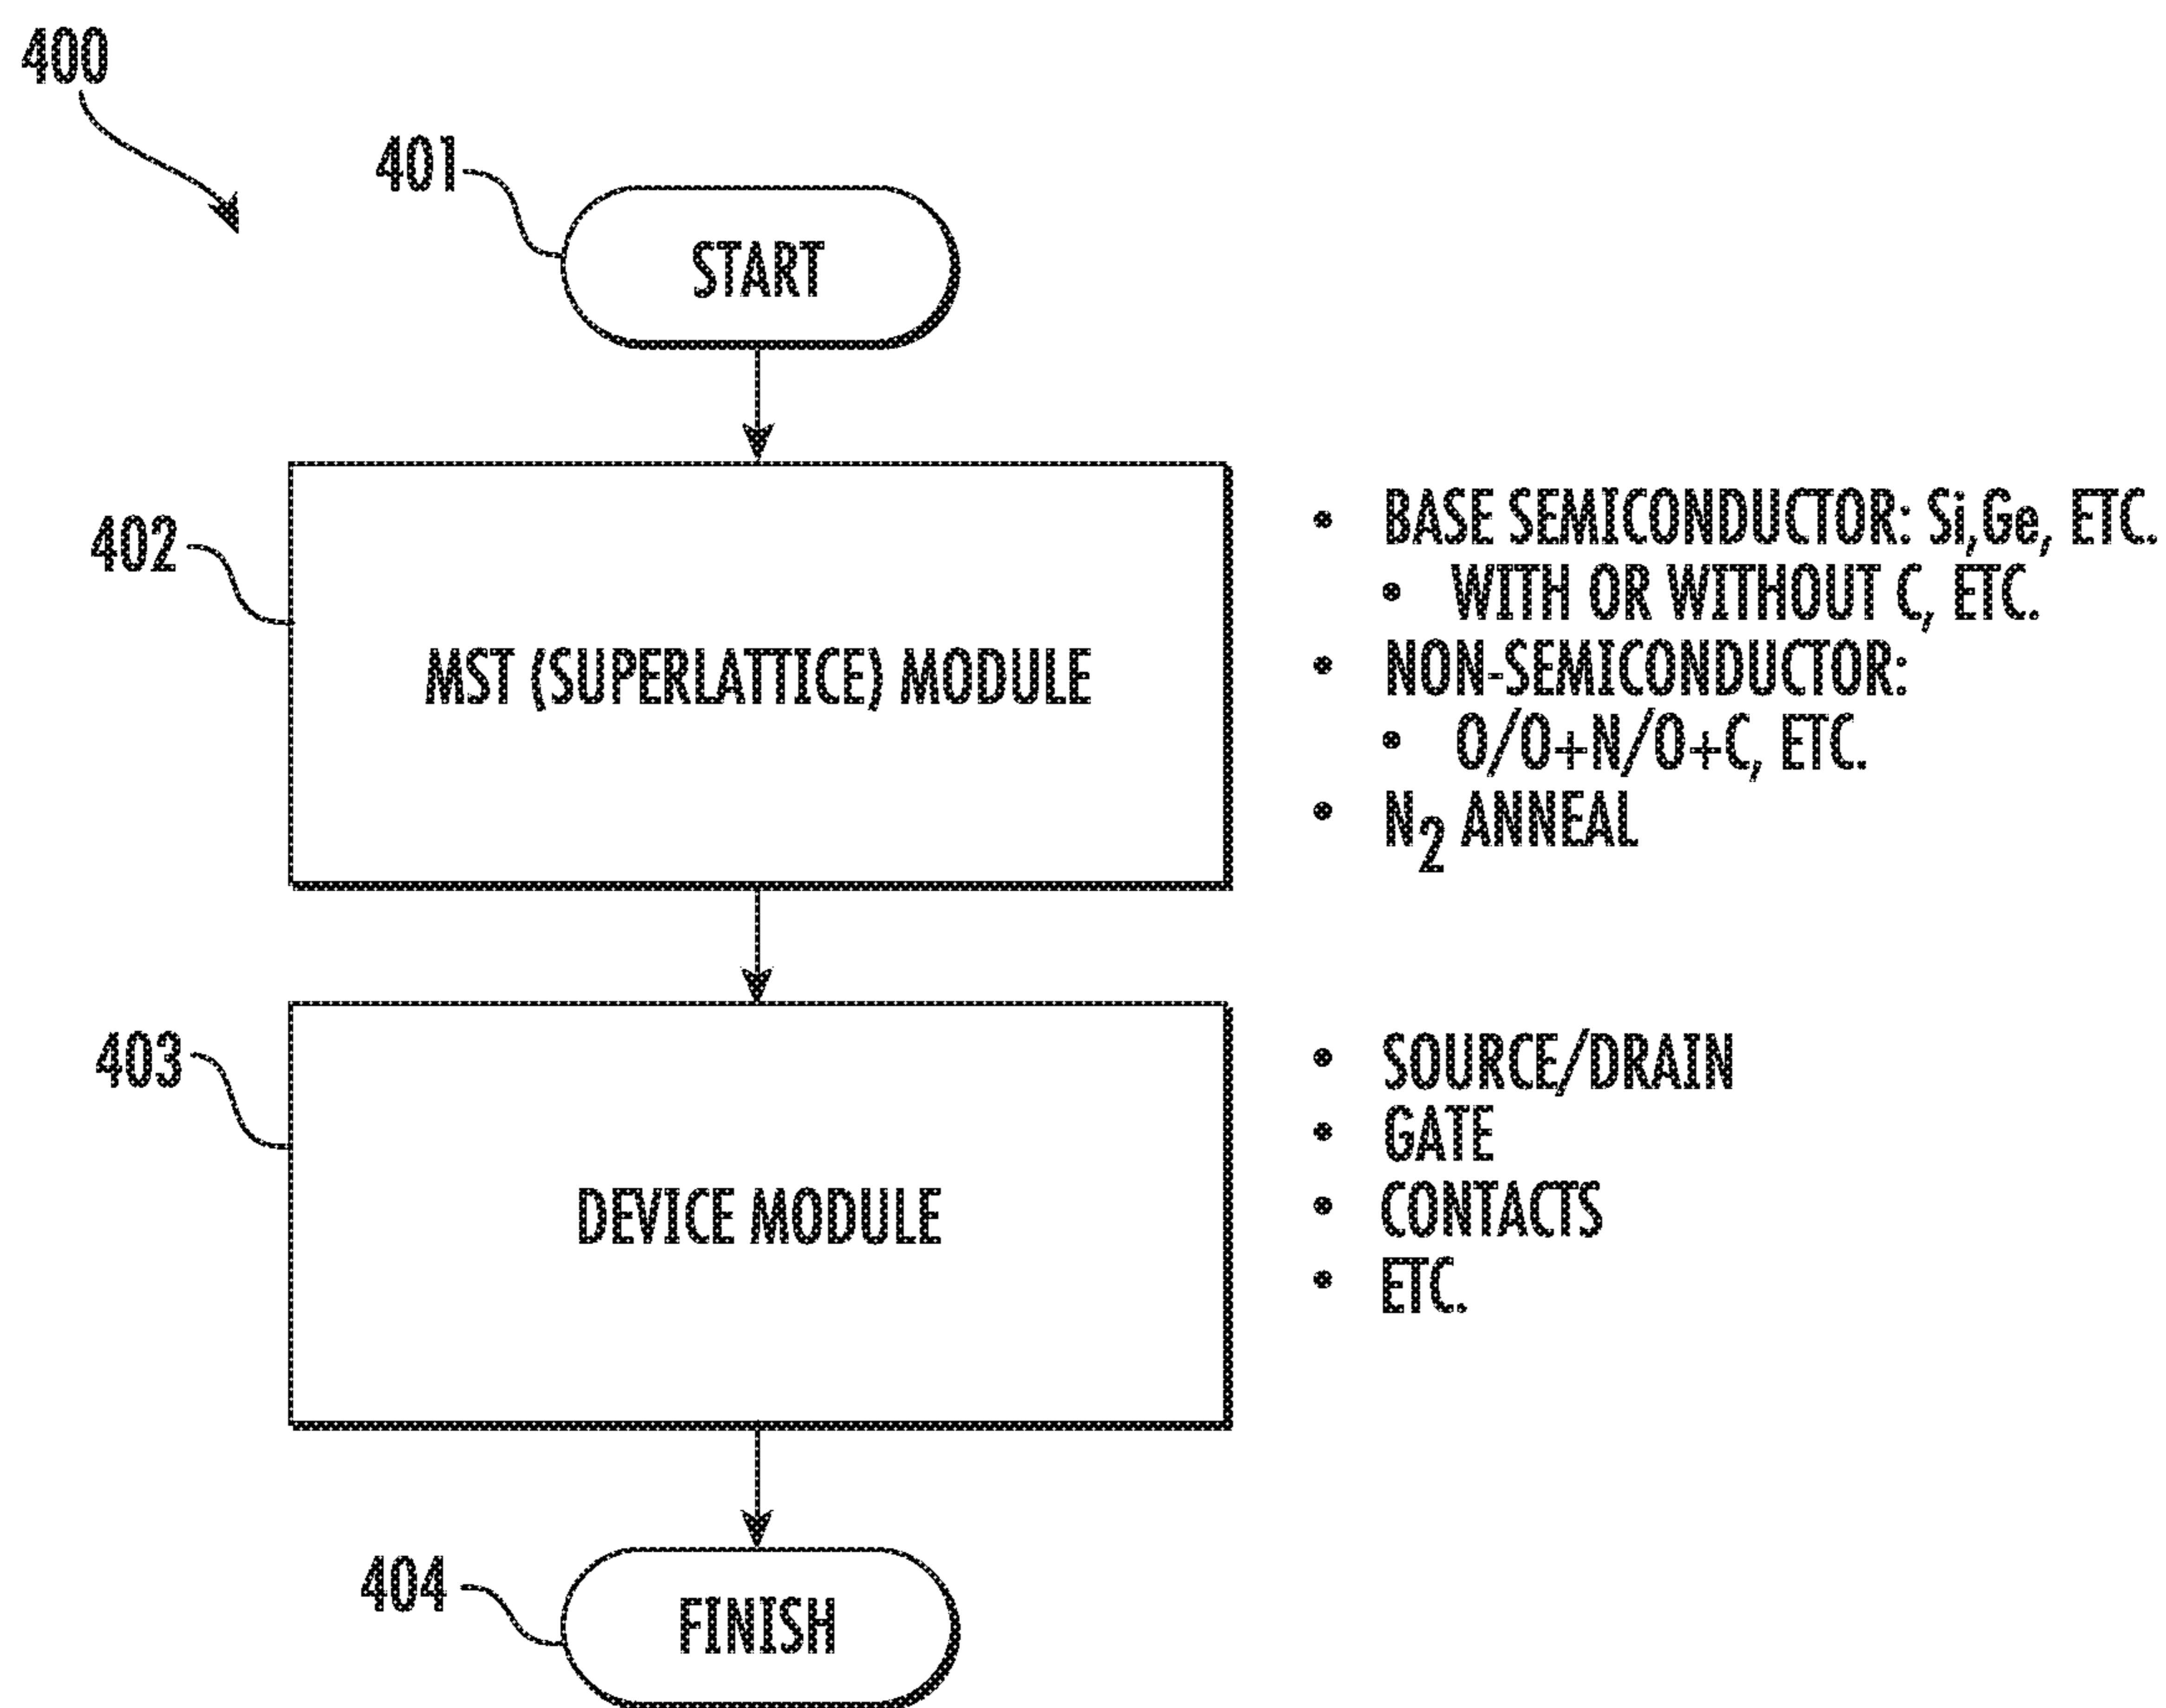 400
401
START
402
MST (SUPERLATTICE) MODULE
• BASE SEMICONDUCTOR: Si,Ge, ETC.
• WITH OR WITHOUT C, ETC.
• NON-SEMICONDUCTOR:
• O/O+N/O+C, ETC.
• N₂ ANNEAL
403
DEVICE MODULE
• SOURCE/DRAIN
• GATE
• CONTACTS
• ETC.
404
FINISH